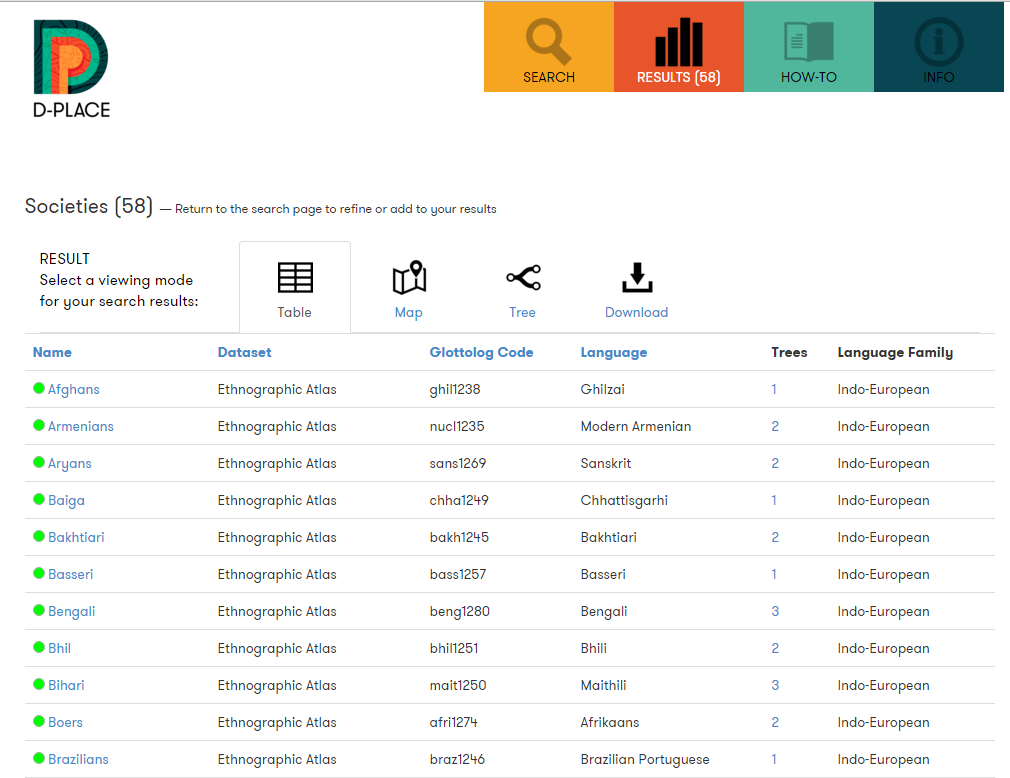 D-PLACE
SEARCH
RESULTS (58)
HOW-TO
INFO
Societies (58) — Return to the search page to refine or add to your results
RESULT
Select a viewing mode
for your search results:
Table
Map
Tree
Download
Name Dataset Glottolog Code Language Trees Language Family
Afghans Ethnographic Atlas ghil1238 Ghilzai 1 Indo-European
Armenians Ethnographic Atlas nucl1235 Modern Armenian 2 Indo-European
Aryans Ethnographic Atlas sans1269 Sanskrit 2 Indo-European
Baiga Ethnographic Atlas chha1249 Chhattisgarhi 1 Indo-European
Bakhtiari Ethnographic Atlas bakh1245 Bakhtiari 2 Indo-European
Basseri Ethnographic Atlas bass1257 Basseri 1 Indo-European
Bengali Ethnographic Atlas beng1280 Bengali 3 Indo-European
Bhil Ethnographic Atlas bhil1251 Bhili 2 Indo-European
Bihari Ethnographic Atlas mait1250 Maithili 3 Indo-European
Boers Ethnographic Atlas afri1274 Afrikaans 2 Indo-European
Brazilians Ethnographic Atlas braz1246 Brazilian Portuguese 1 Indo-European